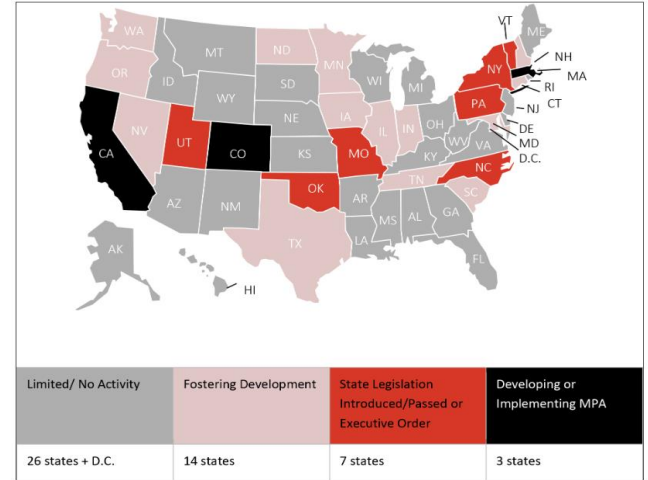 VT
WA
ME
MT
ND
MN
OR
NH
ID
SD
WI
NY
MA
WY
MI
RI
CT
IA
PA
NJ
NE
NV
OH
IL
IN
DE
UT
MD
CA
CO
WV
VA
D.C.
KS
MO
KY
NC
TN
OK
SC
AZ
NM
AR
MS
AL
GA
TX
LA
AK
FL
HI
Limited/ No Activity
Fostering Development
State Legislation
Introduced/Passed or
Executive Order
Developing or
Implementing MPA
26 states + D.C.
14 states
7 states
3 states